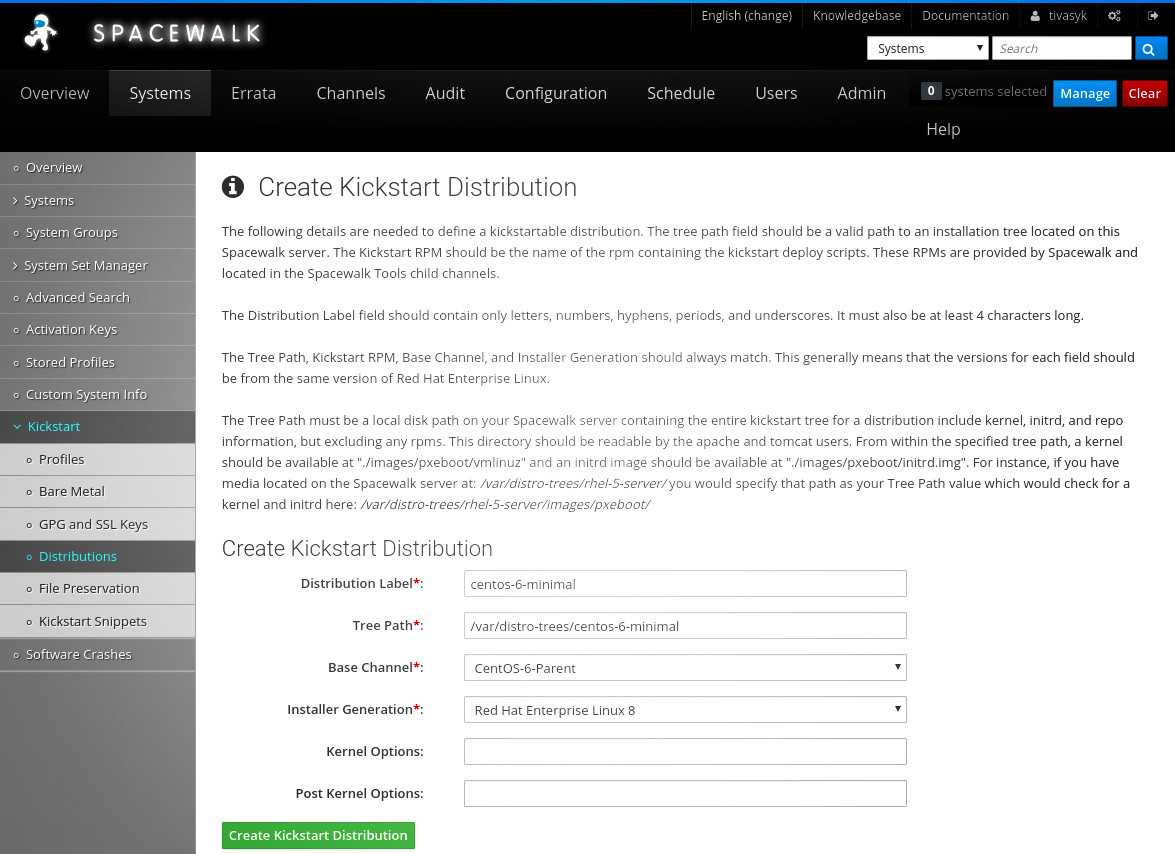 English (change) Knowledgebase Documentation tivasyk
SPACEWALK
Systems Search
Overview Systems Errata Channels Audit Configuration Schedule Users Admin 0 systems selected Manage Clear
Help
Overview
Systems
System Groups
System Set Manager
Advanced Search
Activation Keys
Stored Profiles
Custom System Info
Kickstart
Profiles
Bare Metal
GPG and SSL Keys
Distributions
File Preservation
Kickstart Snippets
Software Crashes
Create Kickstart Distribution
The following details are needed to define a kickstartable distribution. The tree path field should be a valid path to an installation tree located on this
Spacewalk server. The Kickstart RPM should be the name of the rpm containing the kickstart deploy scripts. These RPMs are provided by Spacewalk and
located in the Spacewalk Tools child channels.
The Distribution Label field should contain only letters, numbers, hyphens, periods, and underscores. It must also be at least 4 characters long.
The Tree Path, Kickstart RPM, Base Channel, and Installer Generation should always match. This generally means that the versions for each field should
be from the same version of Red Hat Enterprise Linux.
The Tree Path must be a local disk path on your Spacewalk server containing the entire kickstart tree for a distribution include kernel, initrd, and repo
information, but excluding any rpms. This directory should be readable by the apache and tomcat users. From within the specified tree path, a kernel
should be available at "./images/pxeboot/vmlinuz" and an initrd image should be available at "./images/pxeboot/initrd.img". For instance, if you have
media located on the Spacewalk server at: /var/distro-trees/rhel-5-server/ you would specify that path as your Tree Path value which would check for a
kernel and initrd here: /var/distro-trees/rhel-5-server/images/pxeboot/
Create Kickstart Distribution
Distribution Label*: centos-6-minimal
Tree Path*: /var/distro-trees/centos-6-minimal
Base Channel*: CentOS-6-Parent
Installer Generation*: Red Hat Enterprise Linux 8
Kernel Options:
Post Kernel Options:
Create Kickstart Distribution